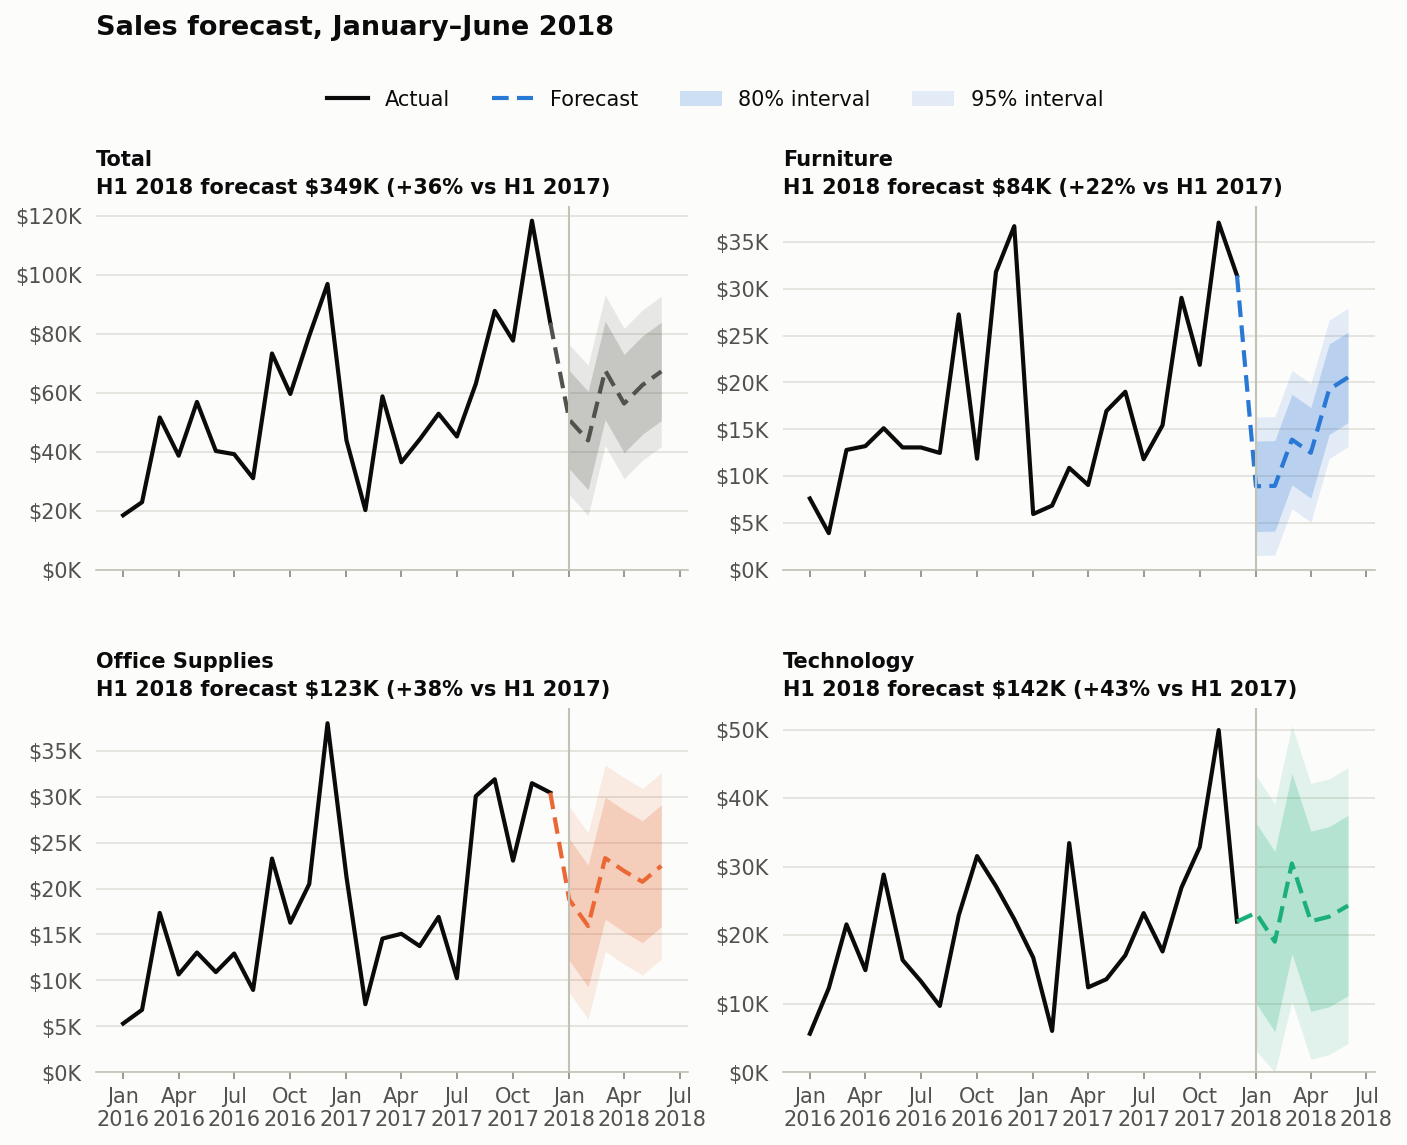 Sales forecast, January–June 2018
Actual Forecast 80% interval 95% interval
Total
H1 2018 forecast $349K (+36% vs H1 2017)
$120K
$100K
$80K
$60K
$40K
$20K
$0K
Furniture
H1 2018 forecast $84K (+22% vs H1 2017)
$35K
$30K
$25K
$20K
$15K
$10K
$5K
$0K
Office Supplies
H1 2018 forecast $123K (+38% vs H1 2017)
$35K
$30K
$25K
$20K
$15K
$10K
$5K
$0K
Jan Apr Jul Oct Jan Apr Jul Oct Jan Apr Jul
2016 2016 2016 2016 2017 2017 2017 2017 2018 2018 2018
Technology
H1 2018 forecast $142K (+43% vs H1 2017)
$50K
$40K
$30K
$20K
$10K
$0K
Jan Apr Jul Oct Jan Apr Jul Oct Jan Apr Jul
2016 2016 2016 2016 2017 2017 2017 2017 2018 2018 2018